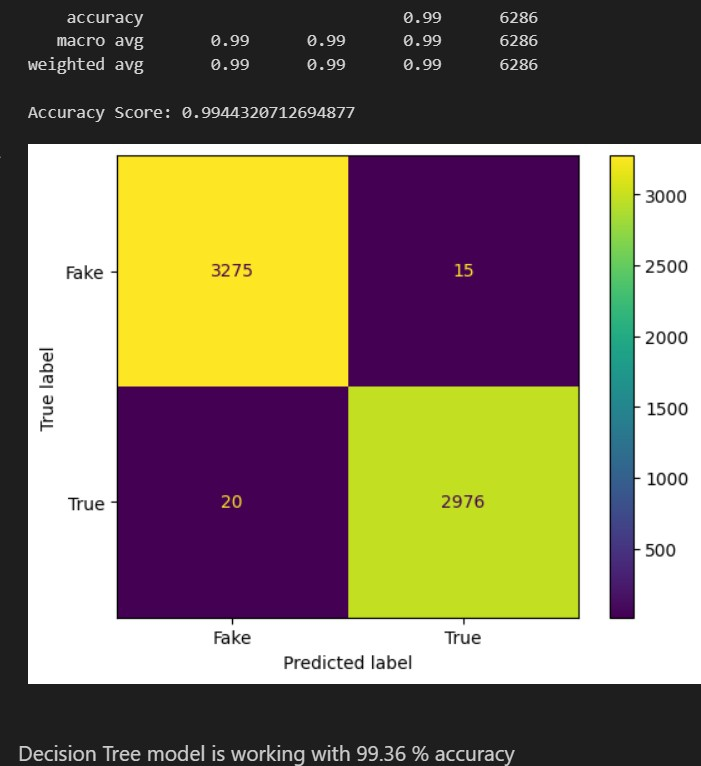 accuracy 0.99 6286
macro avg 0.99 0.99 0.99 6286
weighted avg 0.99 0.99 0.99 6286
Accuracy Score: 0.9944320712694877
Fake 3275 15
True 20 2976
Fake True
Predicted label
True label
3000
2500
2000
1500
1000
500
Decision Tree model is working with 99.36 % accuracy